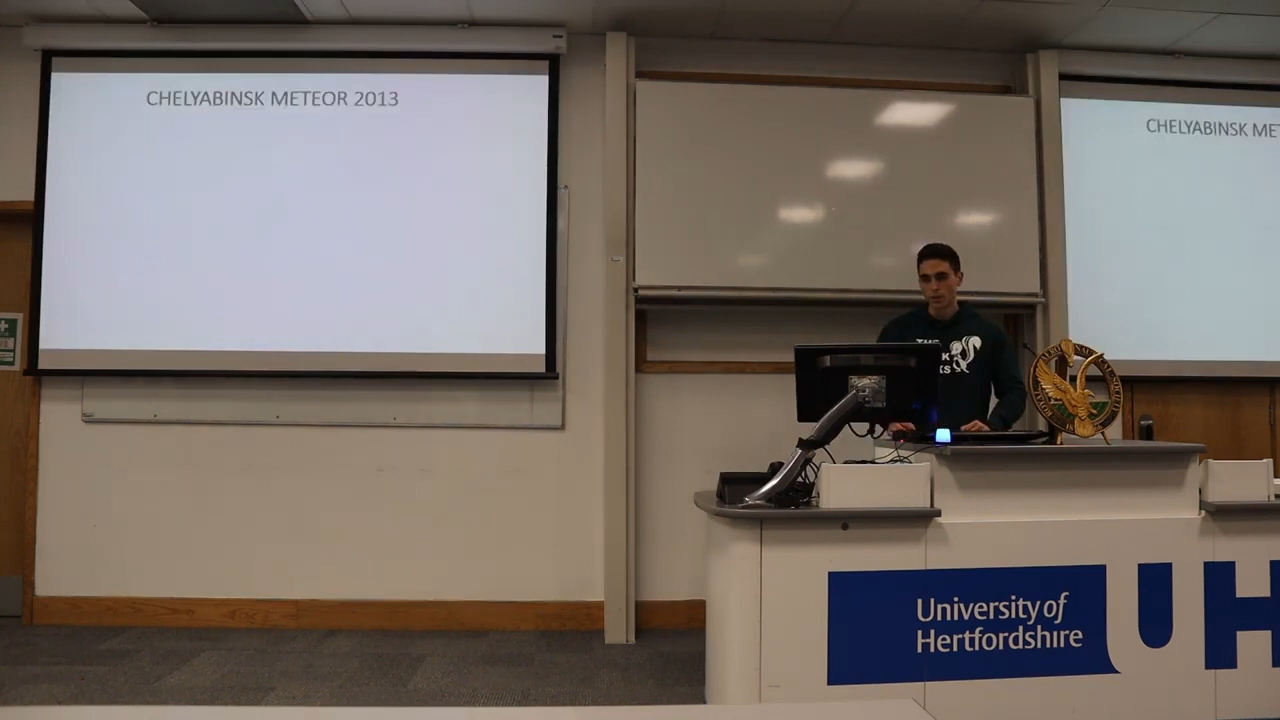 CHELYABINSK METEOR 2013
CHELYABINSK ME
University of
Hertfordshire
UH